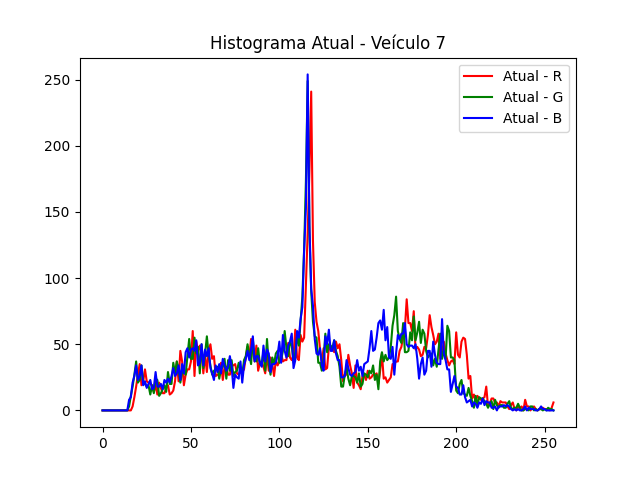 Histograma Atual - Veículo 7
Atual - R
Atual - G
Atual - B
250
200
150
100
50
0
0 50 100 150 200 250